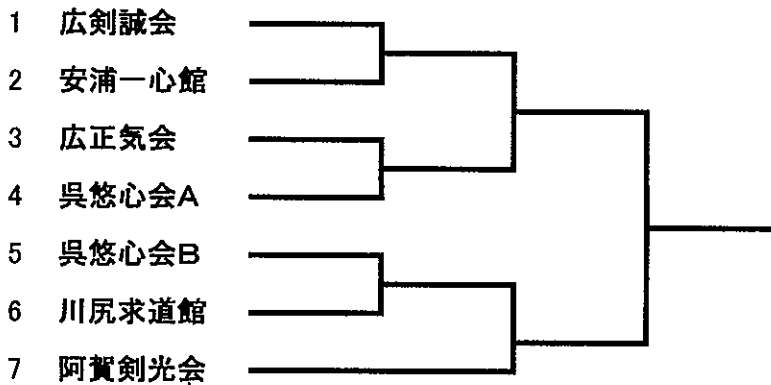 1 広剣誠会
2 安浦一心館
3 広正気会
4 呉悠心会A
5 呉悠心会B
6 川尻求道館
7 阿賀剣光会